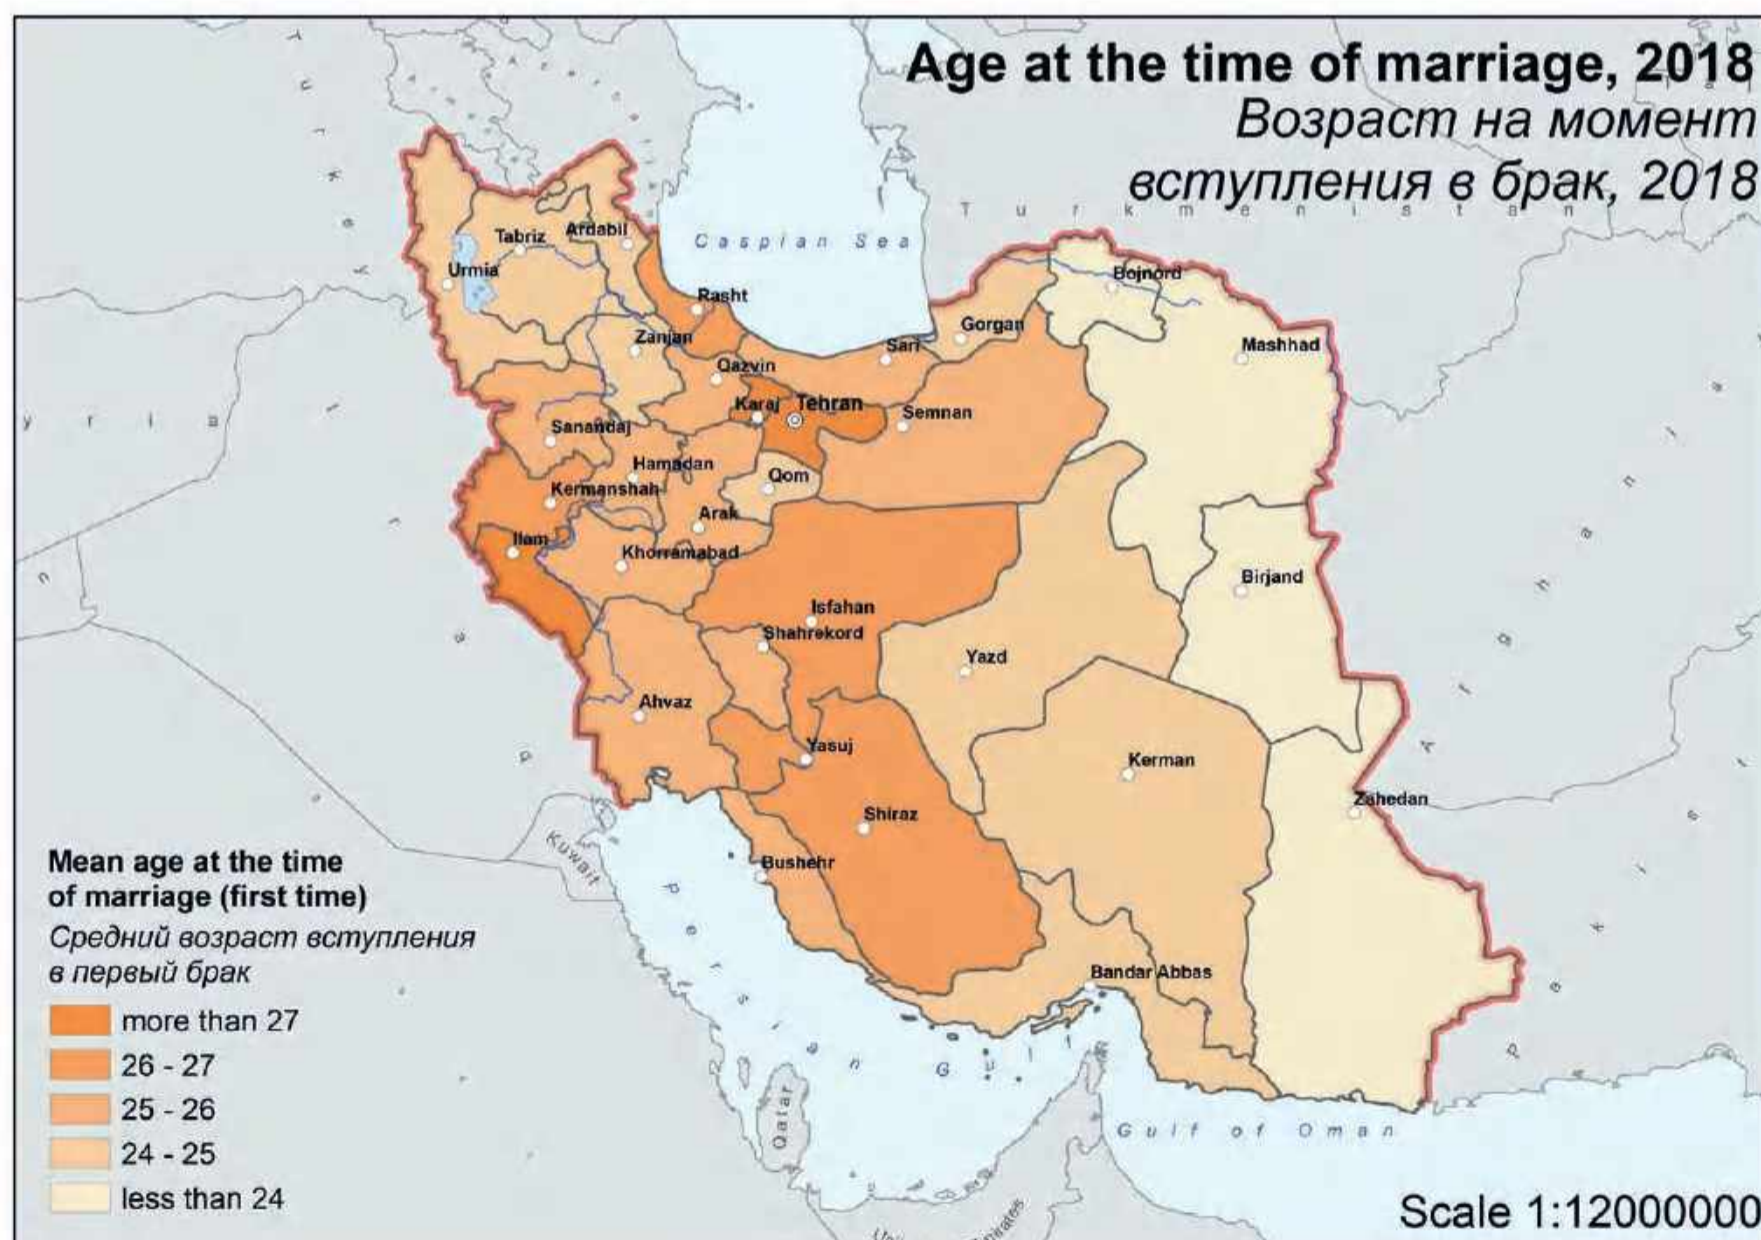 Age at the time of marriage, 2018
Возраст на момент
вступления в брак, 2018
Turkey
Turkmenistan
Caspian Sea
Tabriz
Ardabil
Urmia
Rasht
Bojnord
Zanjan
Sari
Gorgan
Mashhad
Qazvin
Karaj
Tehran
Semnan
Sanandaj
Hamadan
Qom
Kermanshah
Arak
Ilam
Khorramabad
Birjand
Isfahan
Shahrekord
Yazd
Ahvaz
Yasuj
Kerman
Zahedan
Shiraz
Bushehr
Bandar Abbas
yria
Iraq
Kuwait
Persian Gulf
Qatar
Gulf of Oman
Mean age at the time
of marriage (first time)
Средний возраст вступления
в первый брак
more than 27
26 - 27
25 - 26
24 - 25
less than 24
Scale 1:12000000